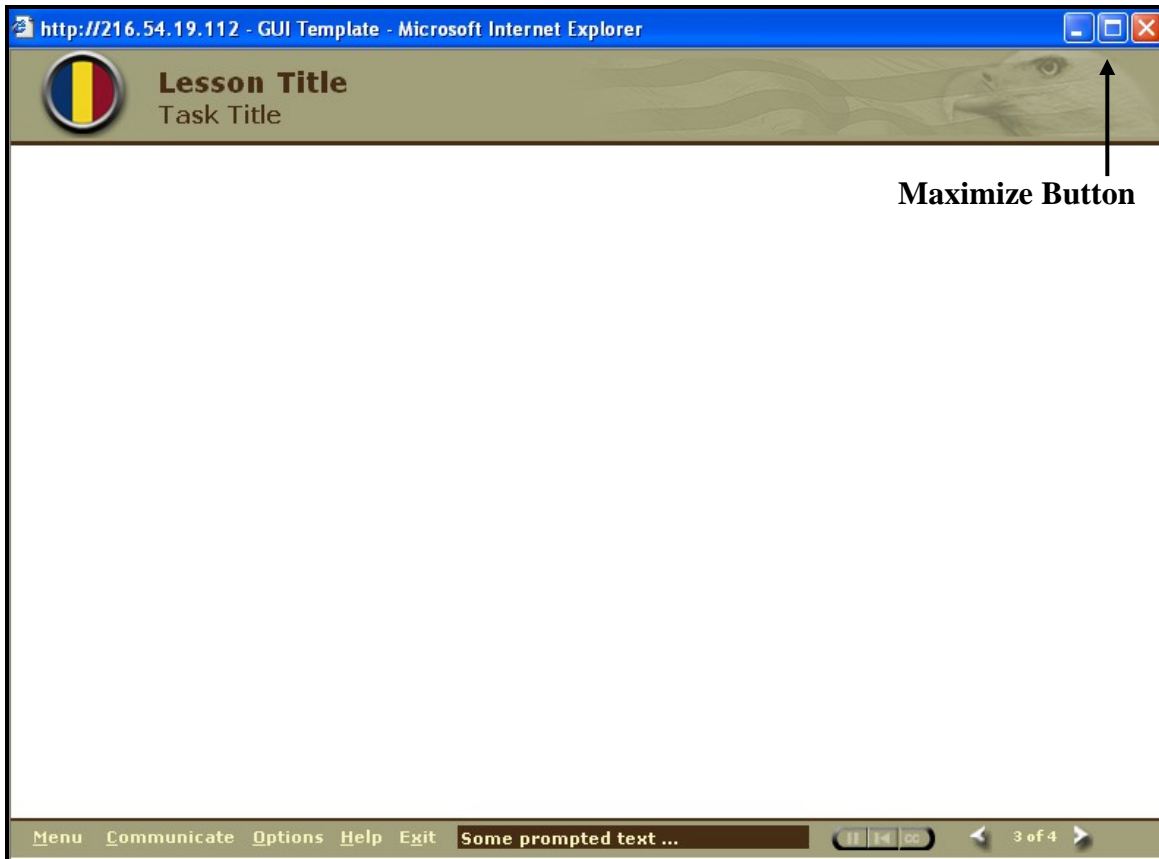 http://216.54.19.112 - GUI Template - Microsoft Internet Explorer
Lesson Title
Task Title
Maximize Button
Menu Communicate Options Help Exit Some prompted text ... CC 3 of 4